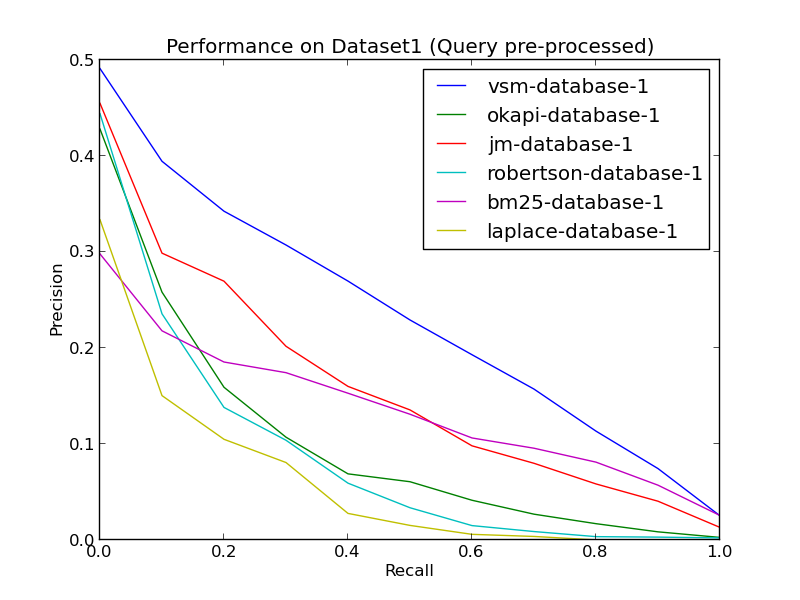 Performance on Dataset1 (Query pre-processed)
0.5
0.4
0.3
0.2
0.1
0.0
Precision
vsm-database-1
okapi-database-1
jm-database-1
robertson-database-1
bm25-database-1
laplace-database-1
0.0 0.2 0.4 0.6 0.8 1.0
Recall